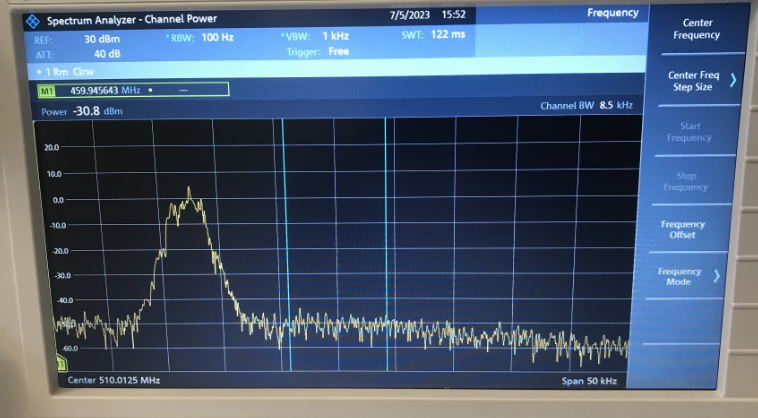 Spectrum Analyzer - Channel Power 7/5/2023 15:52 Frequency
REF: 30 dBm *RBW: 100 Hz *VBW: 1 kHz SWT: 122 ms
ATT: 40 dB Trigger: Free
• 1 Rm Clrw
M1 459.945643 MHz • —
Power -30.8 dBm Channel BW 8.5 kHz
20.0
10.0
0.0
-10.0
-20.0
-30.0
-40.0
-50.0
-60.0
Center 510.0125 MHz Span 50 kHz
Center
Frequency
Center Freq
Step Size
Start
Frequency
Stop
Frequency
Frequency
Offset
Frequency
Mode